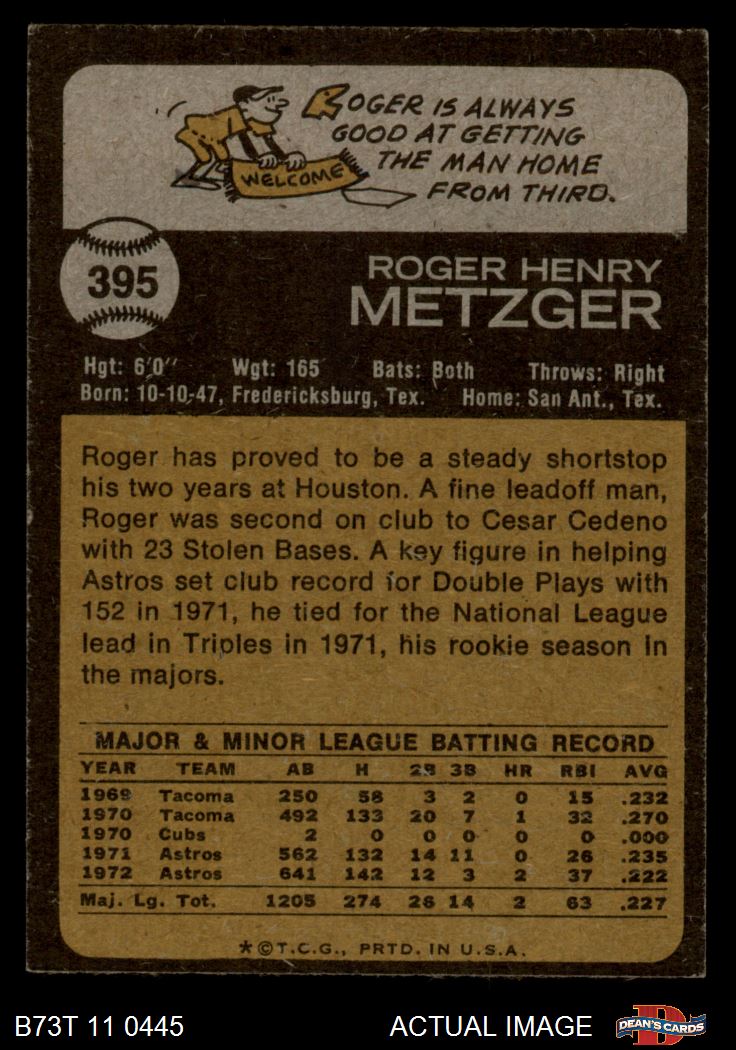 ROGER IS ALWAYS
GOOD AT GETTING
THE MAN HOME
FROM THIRD.
WELCOME
395
ROGER HENRY
METZGER
Hgt: 6'0" Wgt: 165 Bats: Both Throws: Right
Born: 10-10-47, Fredericksburg, Tex. Home: San Ant., Tex.
Roger has proved to be a steady shortstop
his two years at Houston. A fine leadoff man,
Roger was second on club to Cesar Cedeno
with 23 Stolen Bases. A key figure in helping
Astros set club record for Double Plays with
152 in 1971, he tied for the National League
lead in Triples in 1971, his rookie season in
the majors.
MAJOR & MINOR LEAGUE BATTING RECORD
YEAR TEAM AB H 2B 3B HR RBI AVG
1969 Tacoma 250 58 3 2 0 15 .232
1970 Tacoma 492 133 20 7 1 32 .270
1970 Cubs 2 0 0 0 0 0 .000
1971 Astros 562 132 14 11 0 26 .235
1972 Astros 641 142 12 3 2 37 .222
Maj. Lg. Tot. 1205 274 26 14 2 63 .227
*©T.C.G., PRTD. IN U.S.A.
B73T 11 0445 ACTUAL IMAGE D DEAN'S CARDS